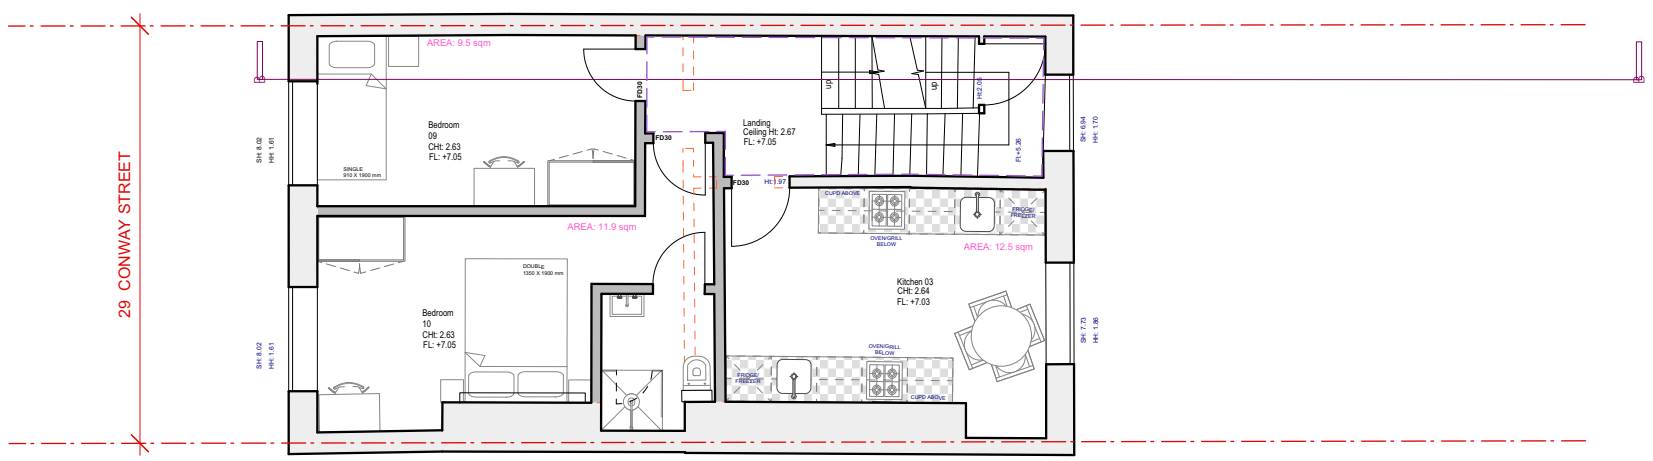 29 CONWAY STREET
AREA: 9.5 sqm
SINGLE
910 X 1900 mm
Bedroom
09
CHt: 2.63
FL: +7.05
SH: 8.02
HH: 1.61
FD30
FD30
Landing
Ceiling Ht: 2.67
FL: +7.05
up
up
Ht:2.06
Fl:+5.26
SH: 6.94
HH: 1.70
FD30
Ht:1.97
AREA: 11.9 sqm
DOUBLE
1350 X 1900 mm
Bedroom
10
CHt: 2.63
FL: +7.05
SH: 8.02
HH: 1.61
CUPD ABOVE
OVEN/GRILL
BELOW
FRIDGE/
FREEZER
AREA: 12.5 sqm
Kitchen 03
CHt: 2.64
FL: +7.03
SH: 7.73
HH: 1.86
OVEN/GRILL
BELOW
FRIDGE/
FREEZER
CUPD ABOVE